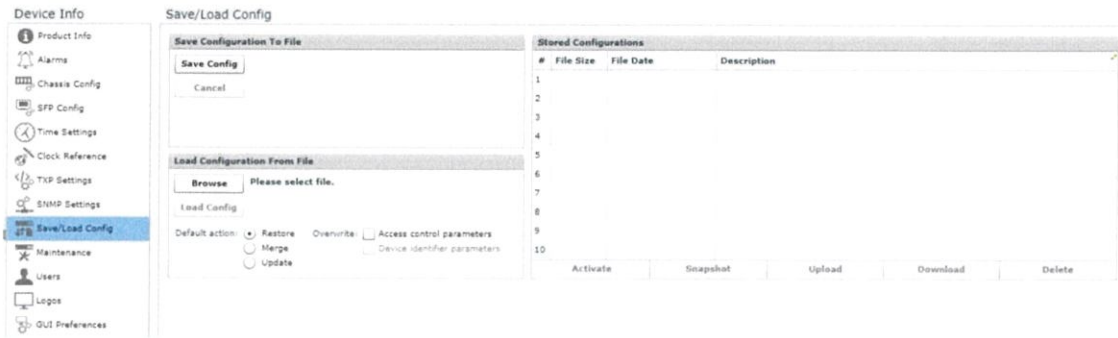 Device Info
Product Info
Alarms
Chassis Config
SFP Config
Time Settings
Clock Reference
TXP Settings
SNMP Settings
Save/Load Config
Maintenance
Users
Logos
GUI Preferences
Save/Load Config
Save Configuration To File
Save Config
Cancel
Load Configuration From File
Browse Please select file.
Load Config
Default action: Restore Overwrite: Access control parameters
Merge Device identifier parameters
Update
Stored Configurations
# File Size File Date Description
1
2
3
4
5
6
7
8
9
10
Activate Snapshot Upload Download Delete